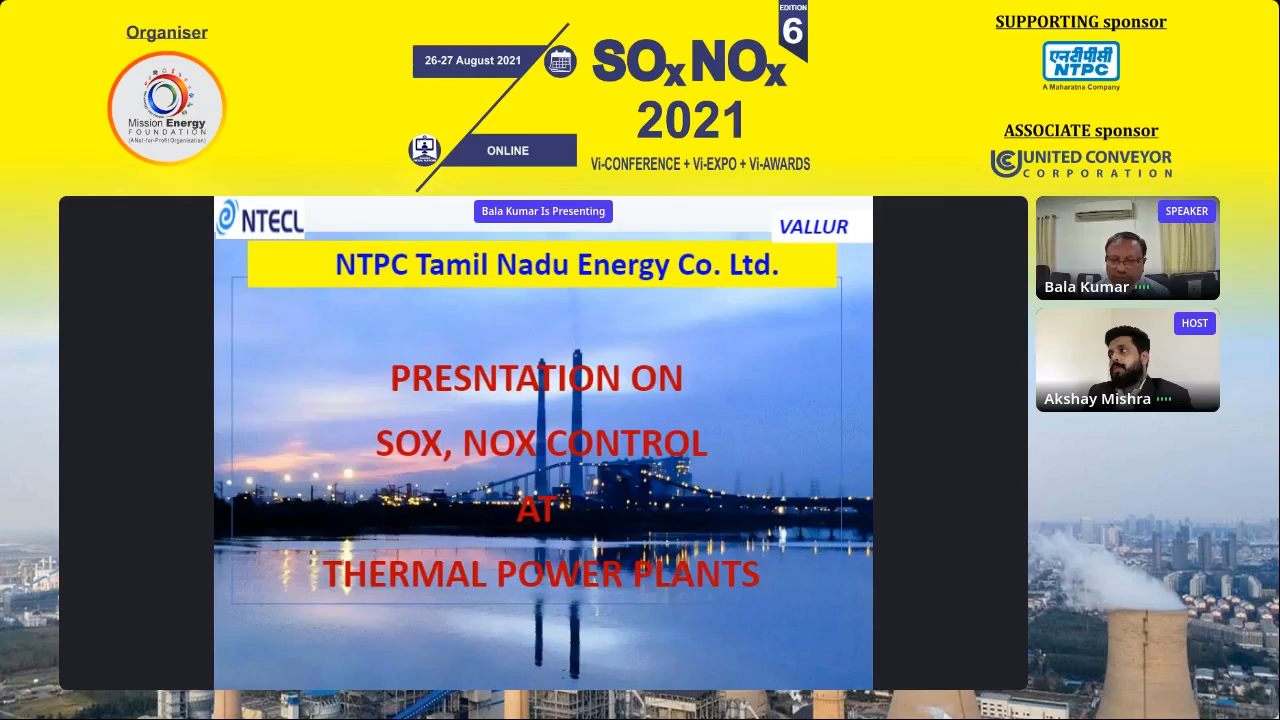 Organiser
Mission Energy
FOUNDATION
(A Not-for-Profit Organisation)
26-27 August 2021
ONLINE
EDITION
6
SOx NOx
2021
Vi-CONFERENCE + Vi-EXPO + Vi-AWARDS
SUPPORTING sponsor
एनटीपीसी
NTPC
A Maharatna Company
ASSOCIATE sponsor
UNITED CONVEYOR
CORPORATION
NTECL
Bala Kumar Is Presenting
VALLUR
NTPC Tamil Nadu Energy Co. Ltd.
PRESNTATION ON
SOX, NOX CONTROL
AT
THERMAL POWER PLANTS
SPEAKER
Bala Kumar
HOST
Akshay Mishra